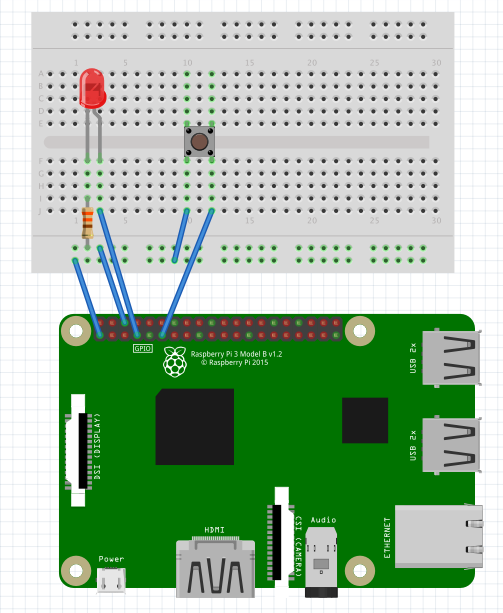 1 5 10 15 20 25 30
A A
B B
C C
D D
E E
F F
G G
H H
I I
J J
1 5 10 15 20 25 30
GPIO
Raspberry Pi 3 Model B v1.2
© Raspberry Pi 2015
USB 2x
DSI (DISPLAY)
USB 2x
CSI (CAMERA)
Audio
ETHERNET
HDMI
Power